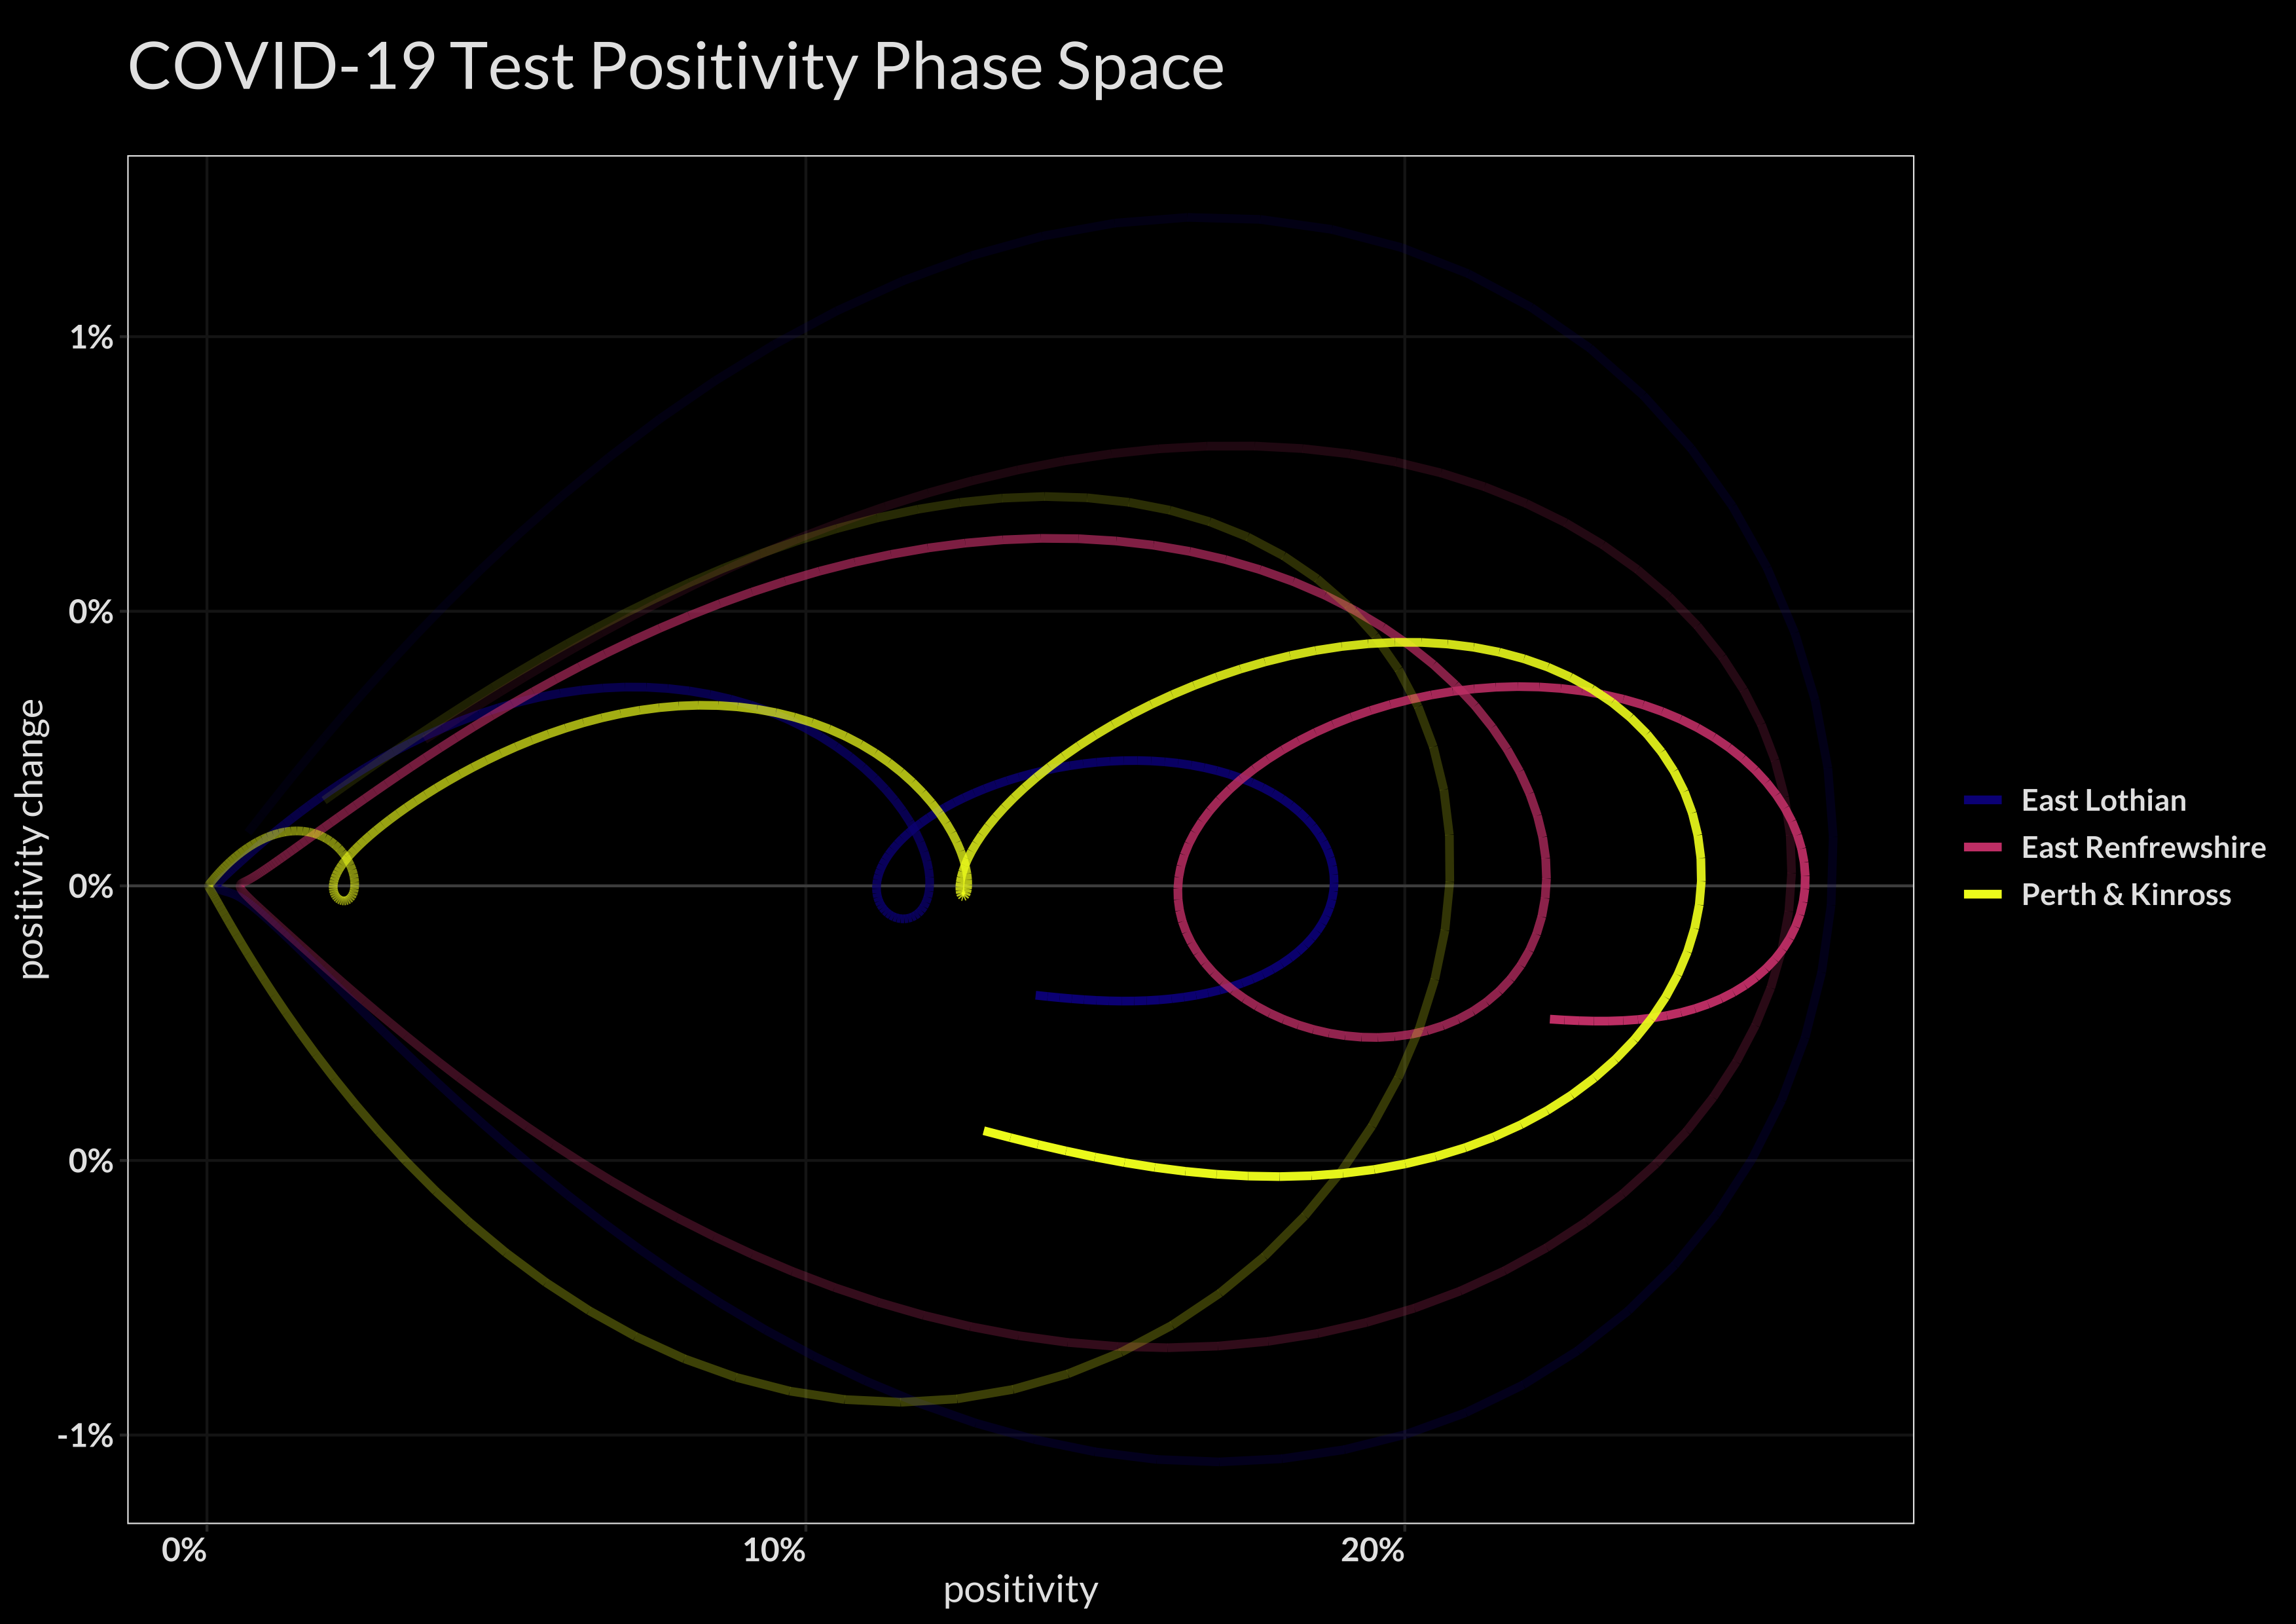 COVID-19 Test Positivity Phase Space
1%
0%
0%
0%
-1%
positivity change
0%
10%
20%
positivity
East Lothian
East Renfrewshire
Perth & Kinross